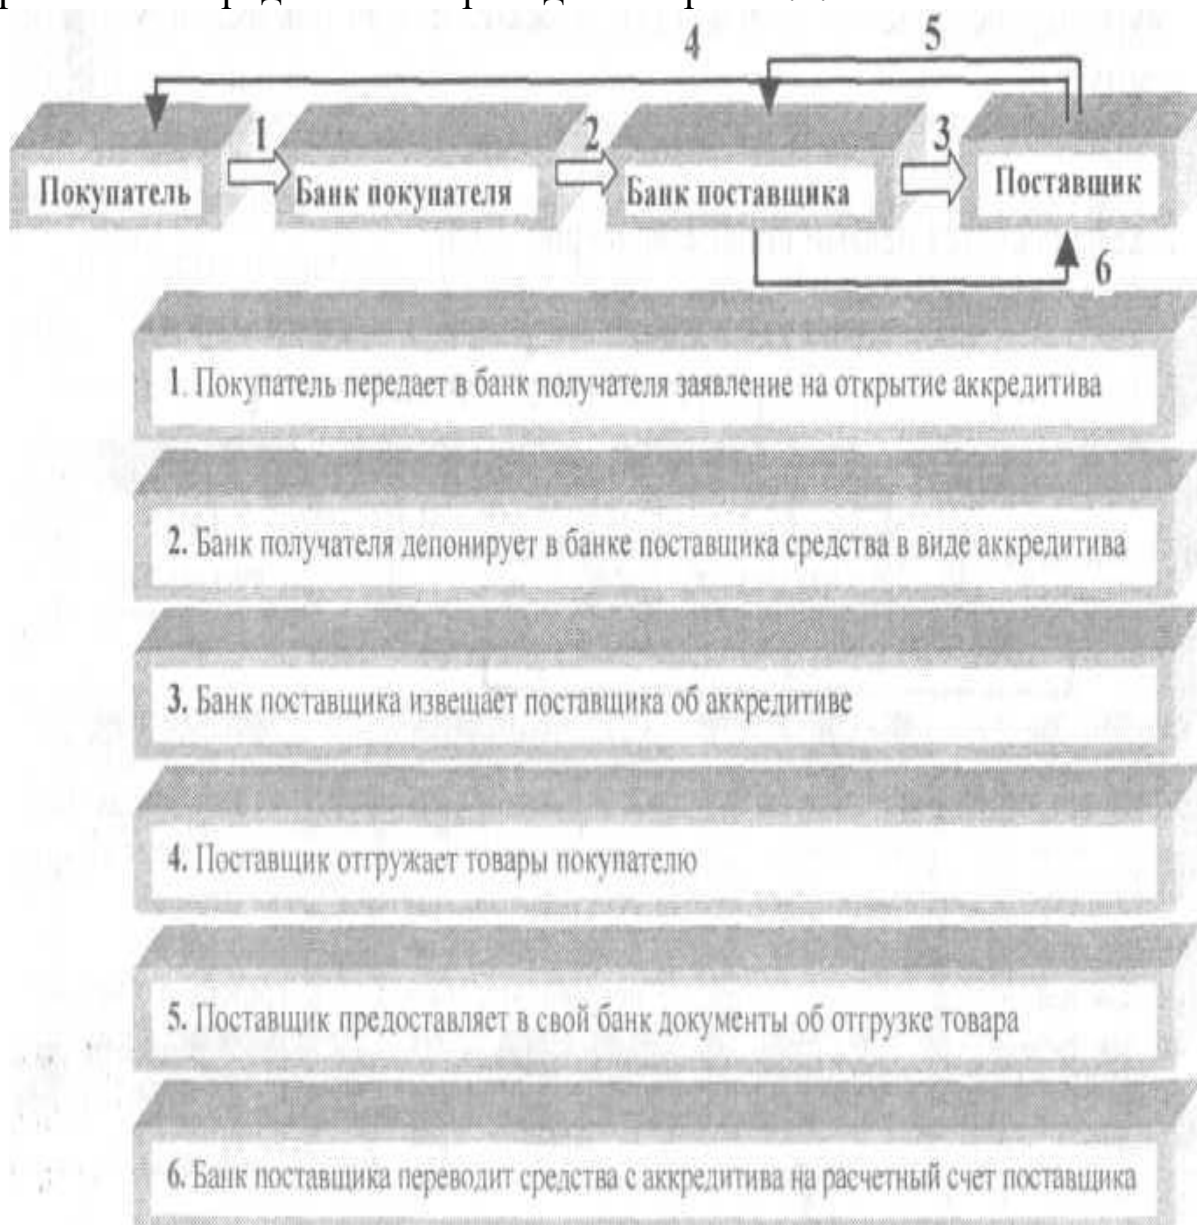 4 5
1 2 3
Покупатель Банк покупателя Банк поставщика Поставщик
6
1. Покупатель передает в банк получателя заявление на открытие аккредитива
2. Банк получателя депонирует в банке поставщика средства в виде аккредитива
3. Банк поставщика извещает поставщика об аккредитиве
4. Поставщик отгружает товары покупателю
5. Поставщик предоставляет в свой банк документы об отгрузке товара
6. Банк поставщика переводит средства с аккредитива на расчетный счет поставщика